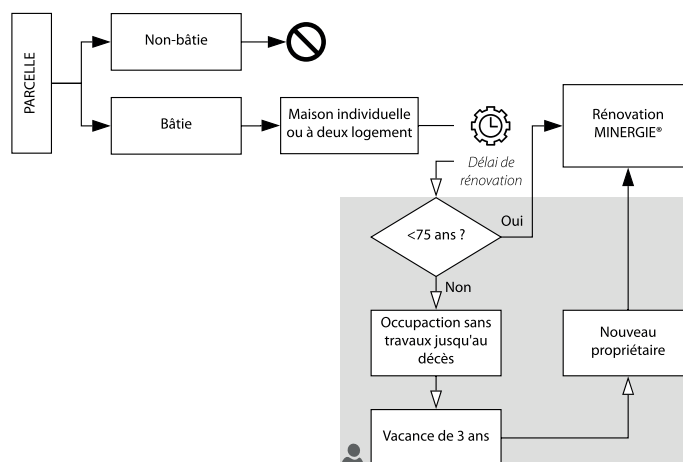 PARCELLE
Non-bâtie
Bâtie
Maison individuelle
ou à deux logement
Délai de
rénovation
Rénovation
MINERGIE®
<75 ans ?
Oui
Non
Occupaction sans
travaux jusqu'au
décès
Nouveau
propriétaire
Vacance de 3 ans